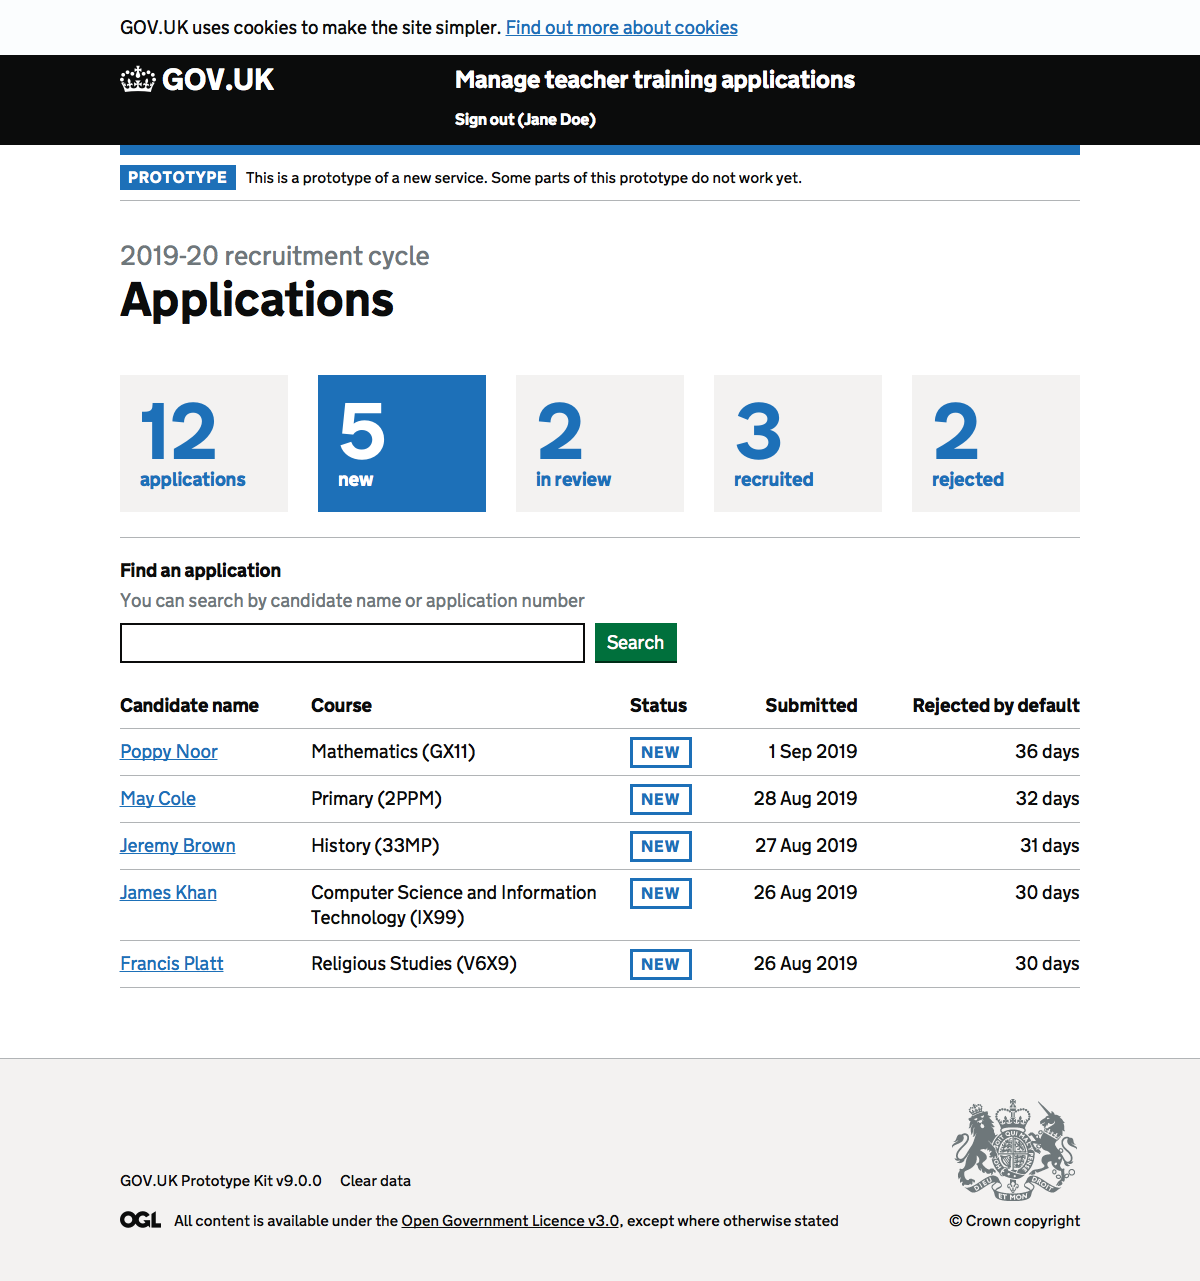 GOV.UK uses cookies to make the site simpler. Find out more about cookies
GOV.UK
Manage teacher training applications
Sign out (Jane Doe)
PROTOTYPE This is a prototype of a new service. Some parts of this prototype do not work yet.
2019-20 recruitment cycle
Applications
12 5 2 3 2
applications new in review recruited rejected
Find an application
You can search by candidate name or application number
Search
Candidate name Course Status Submitted Rejected by default
Poppy Noor Mathematics (GX11) NEW 1 Sep 2019 36 days
May Cole Primary (2PPM) NEW 28 Aug 2019 32 days
Jeremy Brown History (33MP) NEW 27 Aug 2019 31 days
James Khan Computer Science and Information NEW 26 Aug 2019 30 days
Technology (IX99)
Francis Platt Religious Studies (V6X9) NEW 26 Aug 2019 30 days
DIEU ET MON DROIT
GOV.UK Prototype Kit v9.0.0 Clear data
OGL All content is available under the Open Government Licence v3.0, except where otherwise stated
© Crown copyright